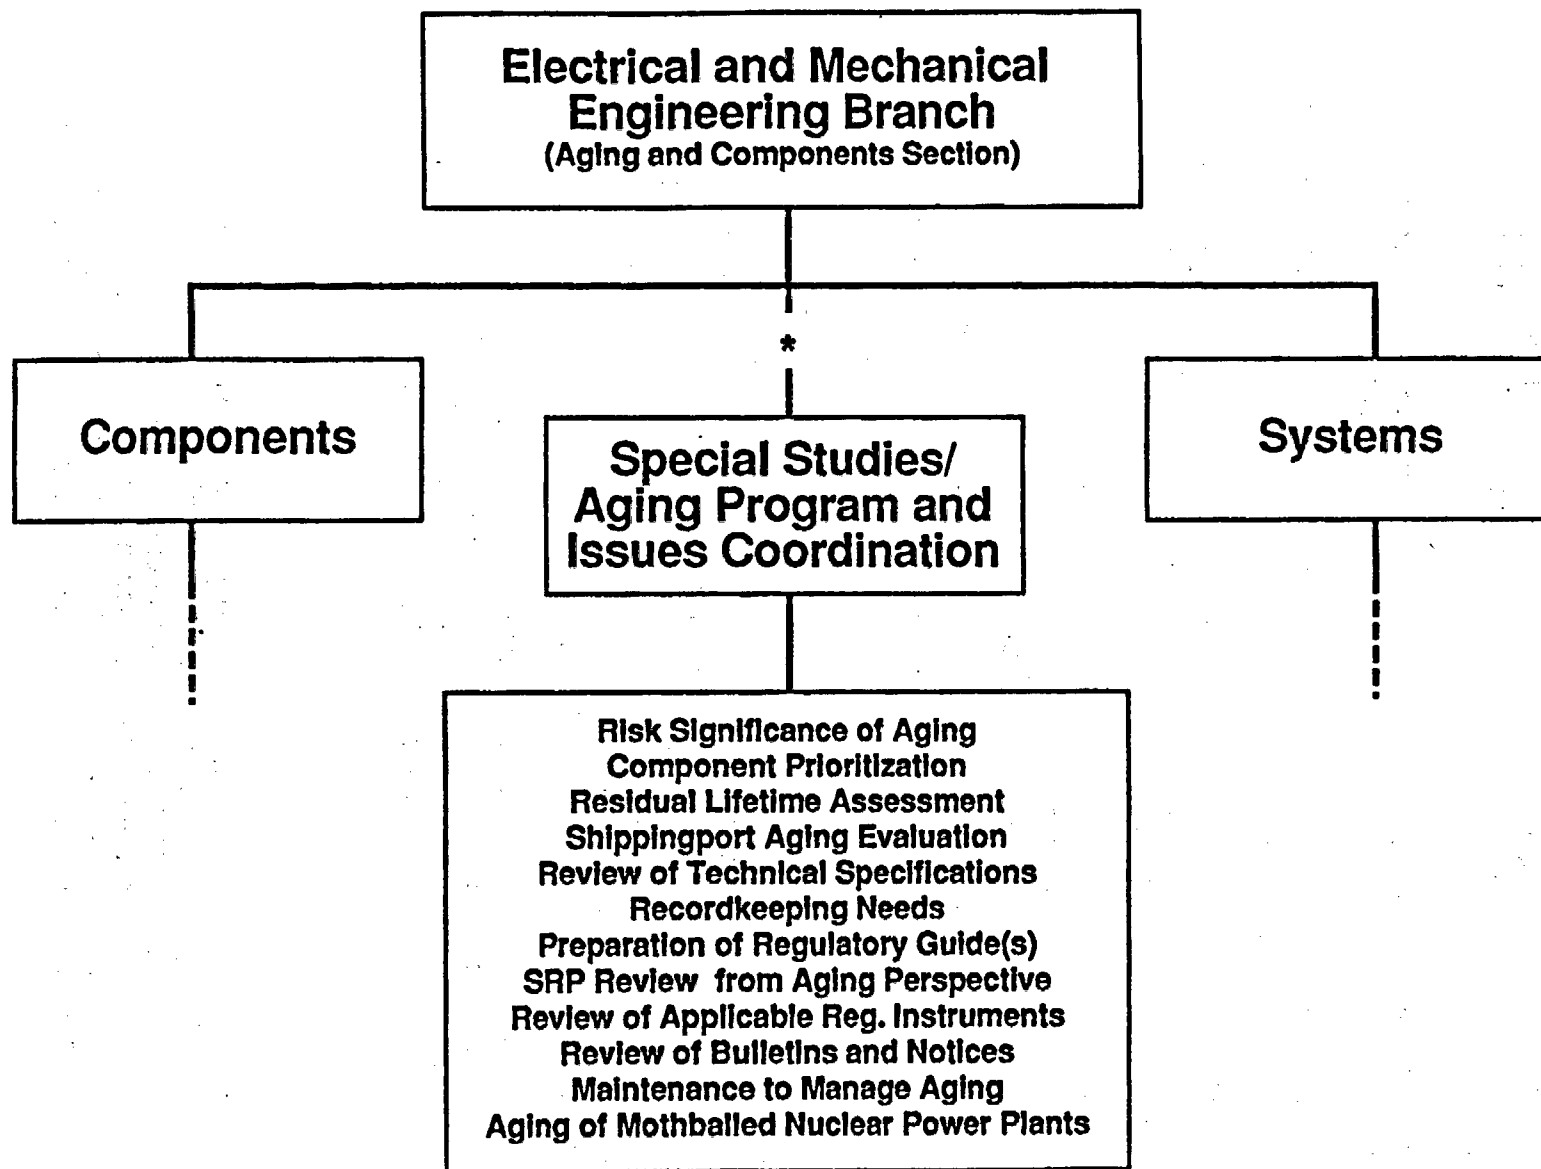 Electrical and Mechanical
Engineering Branch
(Aging and Components Section)
*
Components
Special Studies/
Aging Program and
Issues Coordination
Systems
Risk Significance of Aging
Component Prioritization
Residual Lifetime Assessment
Shippingport Aging Evaluation
Review of Technical Specifications
Recordkeeping Needs
Preparation of Regulatory Guide(s)
SRP Review from Aging Perspective
Review of Applicable Reg. Instruments
Review of Bulletins and Notices
Maintenance to Manage Aging
Aging of Mothballed Nuclear Power Plants